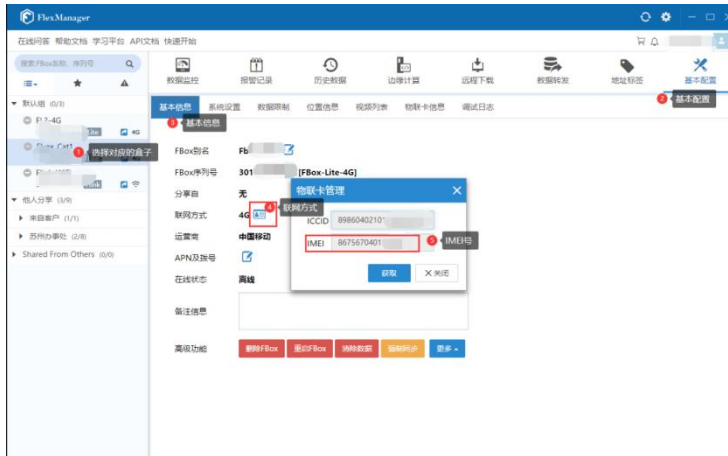 FlexManager
在线问答 帮助文档 学习平台 API文档 快速开始
搜索FBox名称、序列号
数据监控 报警记录 历史数据 边缘计算 远程下载 数据转发 地址标签 基本配置
2 基本配置
默认组 (0/3)
基本信息 系统设置 数据限制 位置信息 视频列表 物联卡信息 调试日志
3 基本信息
4G
1 选择对应的盒子
FBox别名 Fb
FBox序列号 301 [FBox-Lite-4G]
物联卡管理
分享自 无
他人分享 (3/9)
联网方式 4G
4 联网方式
ICCID 8986040210
来自客户 (1/1)
运营商 中国移动
IMEI 8675670401
5 IMEI号
苏州办事处 (2/8)
Shared From Others (0/0)
APN及拨号
获取 关闭
在线状态 离线
备注信息
高级功能 删除FBox 重启FBox 清除数据 强制同步 更多